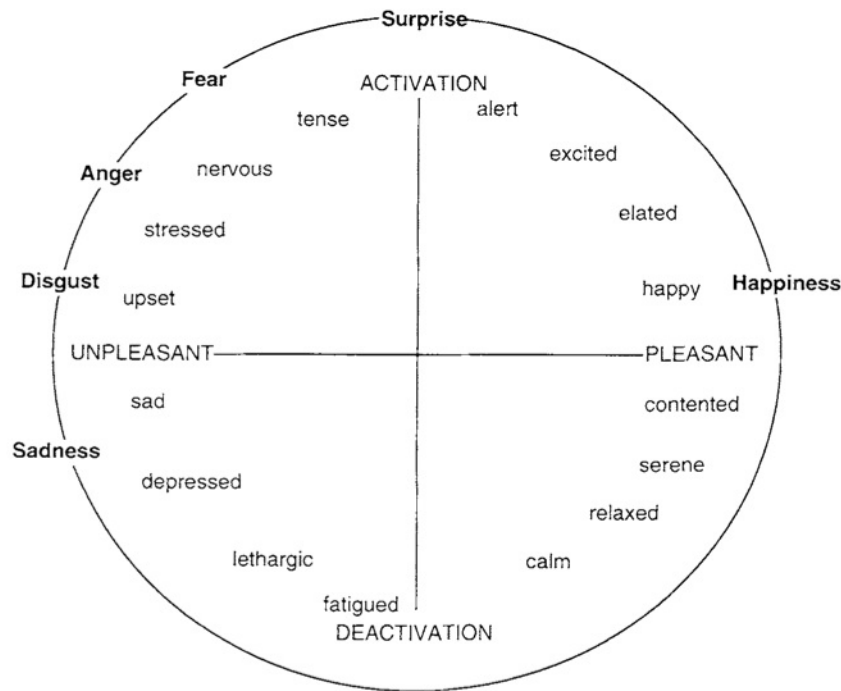 Surprise
Fear
ACTIVATION
tense
alert
excited
Anger
nervous
elated
stressed
Disgust
upset
happy
Happiness
UNPLEASANT
PLEASANT
sad
contented
Sadness
serene
depressed
relaxed
lethargic
calm
fatigued
DEACTIVATION